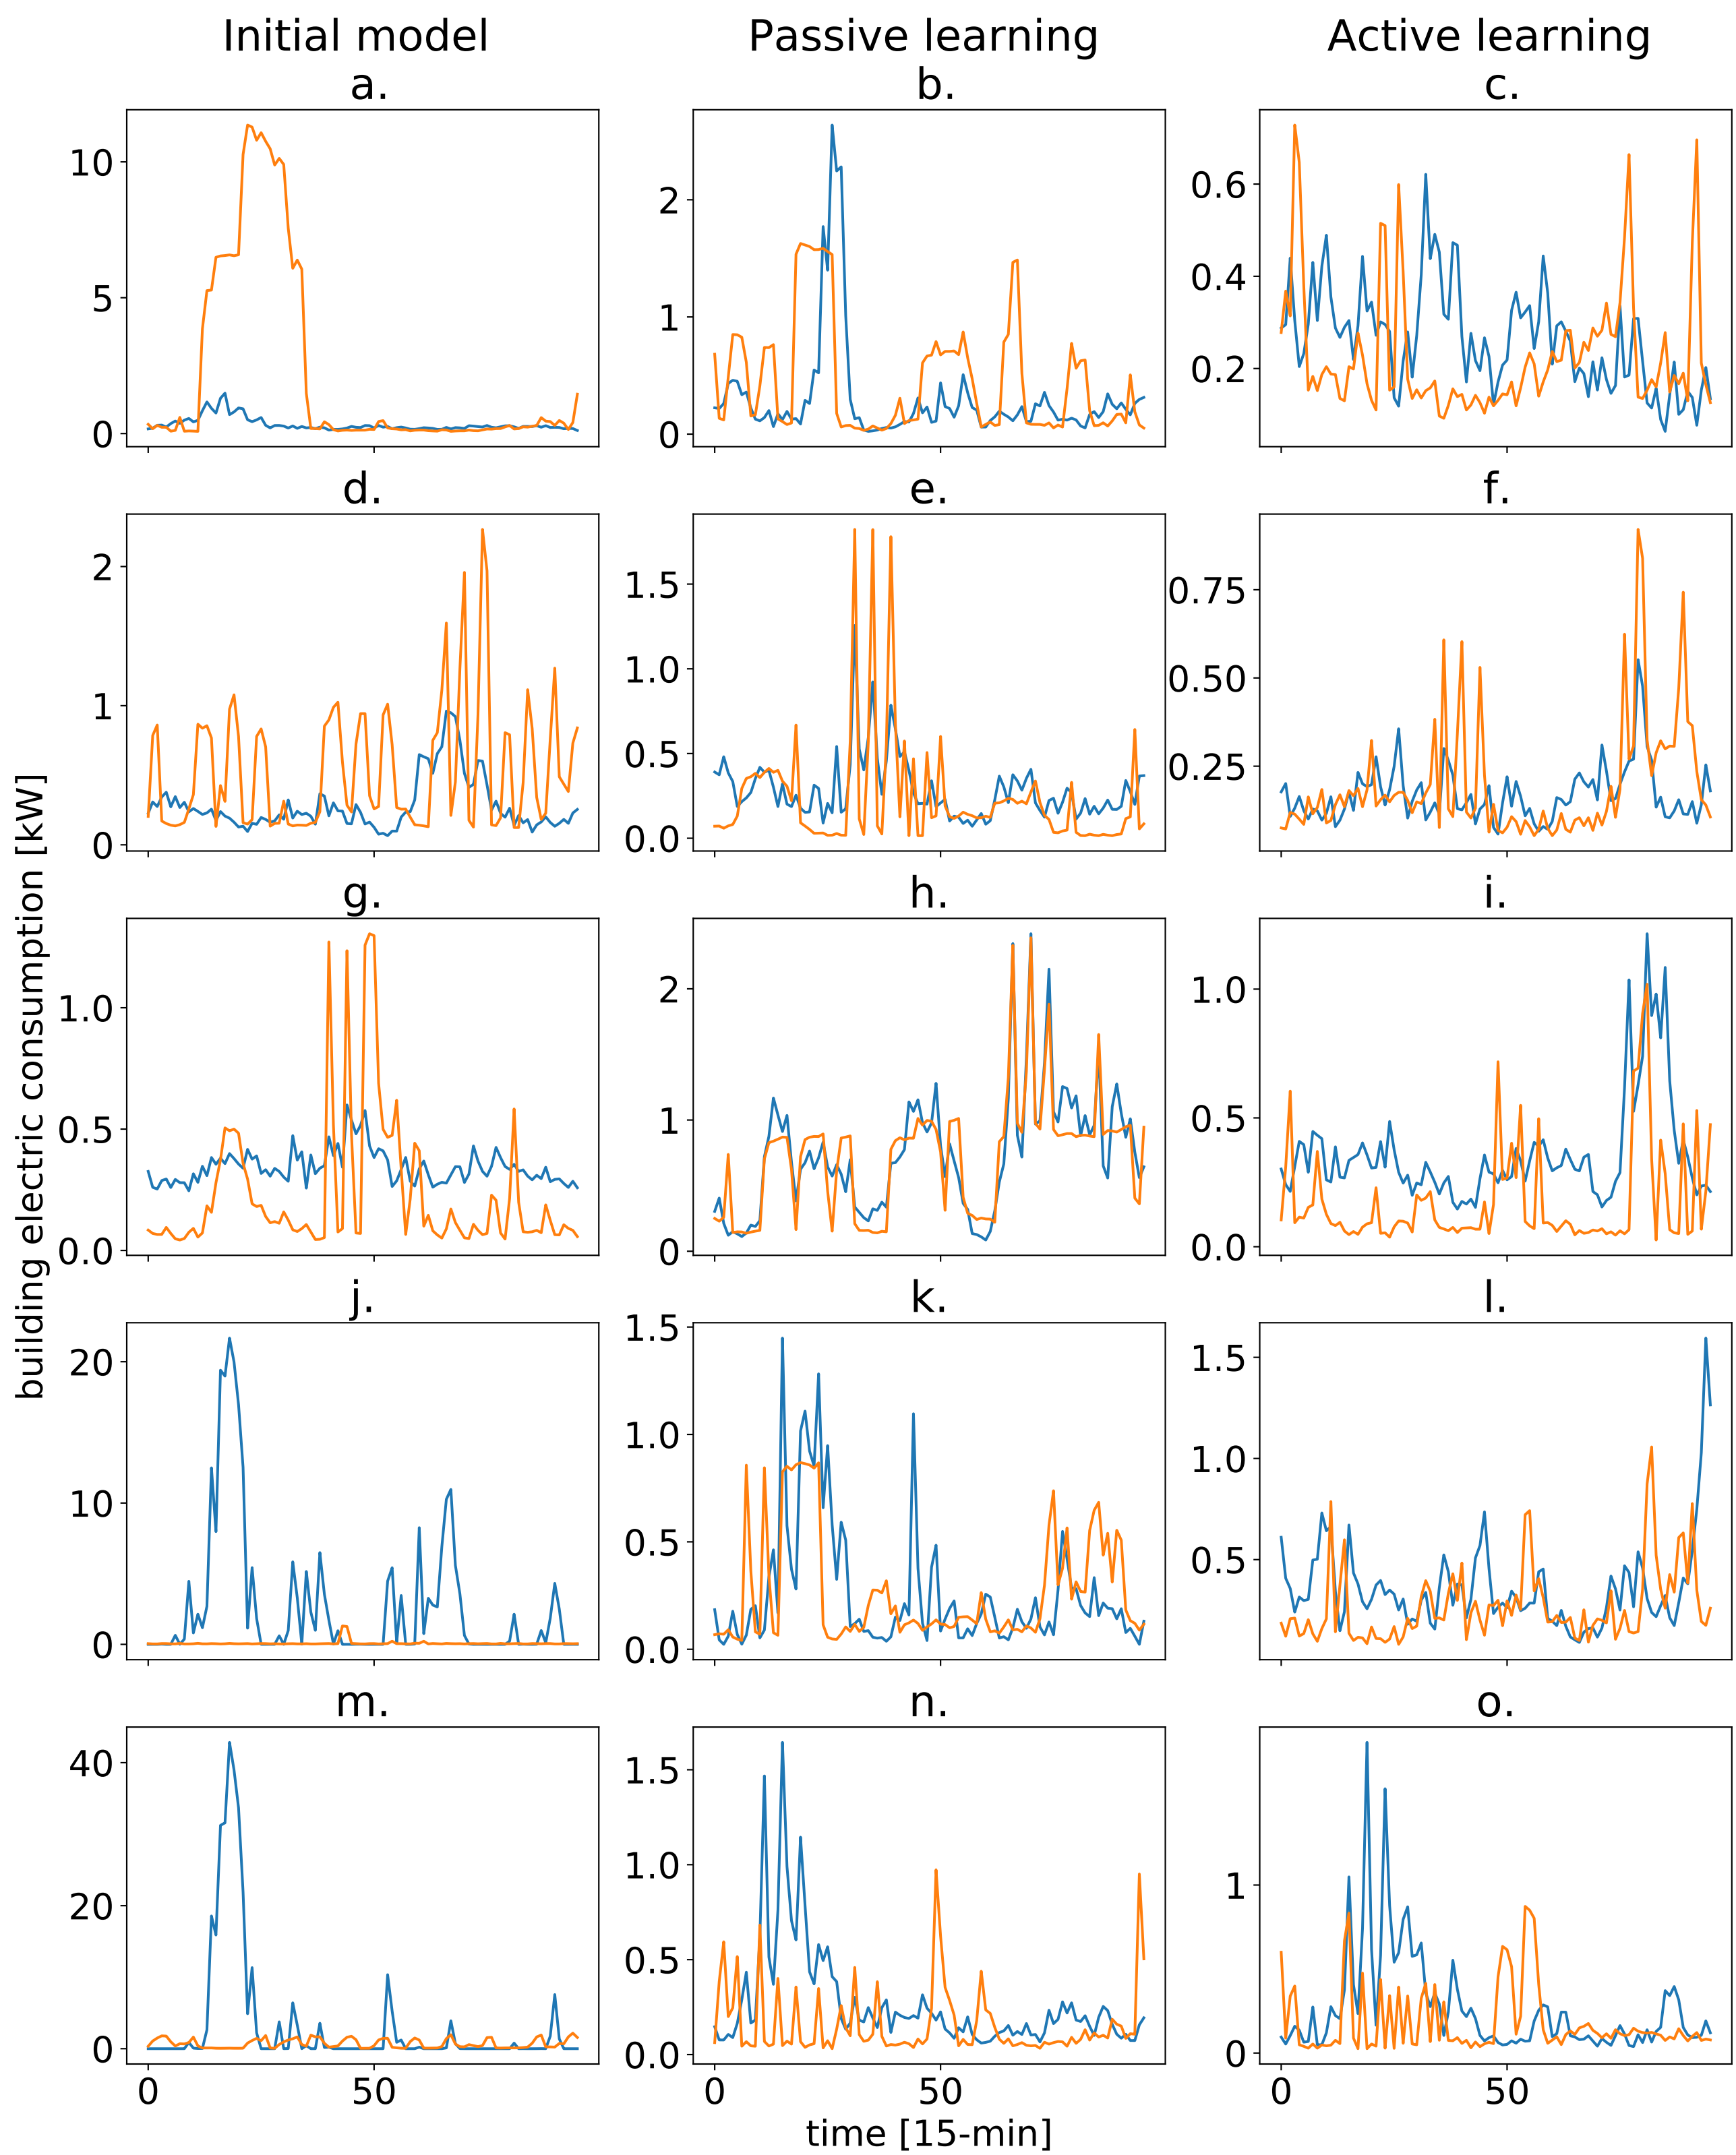 Initial model Passive learning Active learning
a. b. c.
10 2 0.6
5 1 0.4
0 0 0.2
d. e. f.
2 1.5 0.75
1 1.0 0.50
0 0.5 0.25
0.0
g. h. i.
1.0 2 1.0
0.5 1 0.5
0.0 0 0.0
j. k. l.
20 1.5 1.5
10 1.0 1.0
0 0.5 0.5
0.0
m. n. o.
40 1.5 1
20 1.0 0
0 0.5
0.0
0 50 0 50 0 50
time [15-min]
building electric consumption [kW]